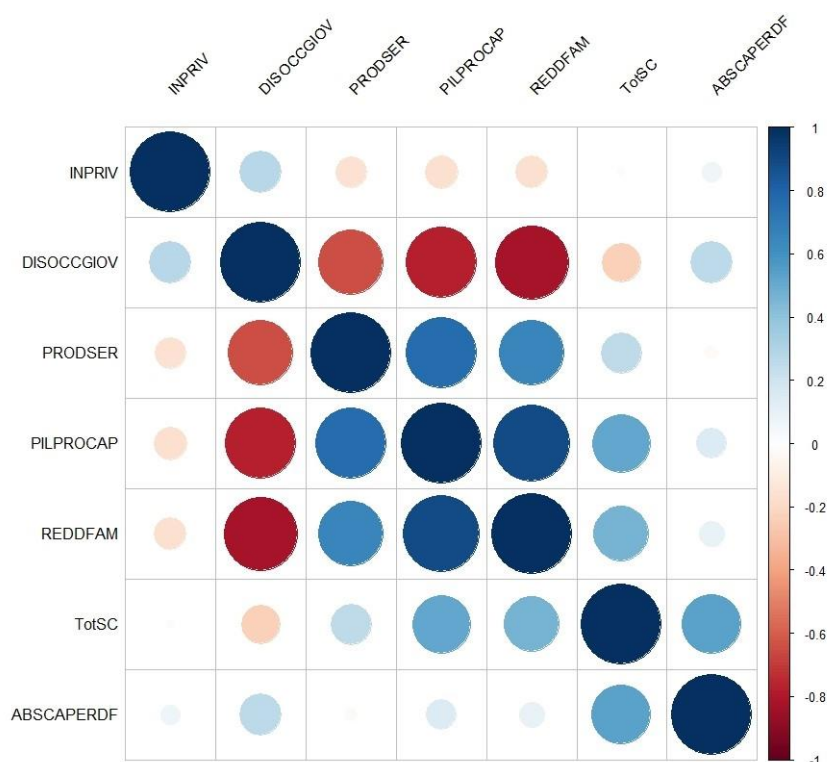 INPRIV
DISOCCGIOV
PRODSER
PILPROCAP
REDDFAM
TotSC
ABSCAPERDF
INPRIV
DISOCCGIOV
PRODSER
PILPROCAP
REDDFAM
TotSC
ABSCAPERDF
1
0.8
0.6
0.4
0.2
0
-0.2
-0.4
-0.6
-0.8
-1